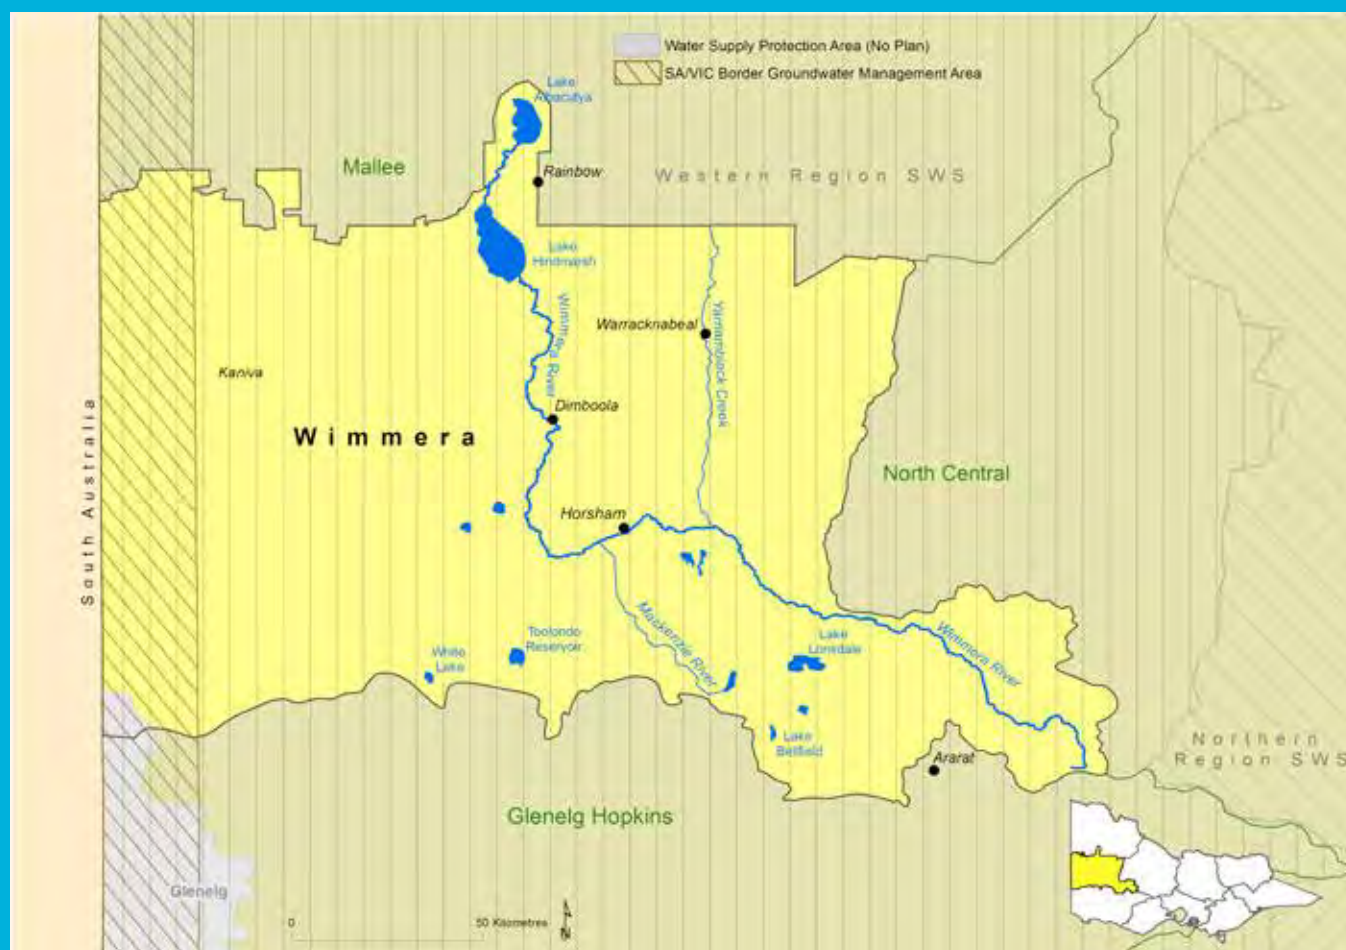 Water Supply Protection Area (No Plan)
SA/VIC Border Groundwater Management Area
Lake
Albacutya
Mallee
Rainbow
Western Region SWS
Lake
Hindmarsh
Wimmera River
Warracknabeal
Yarriambiack Creek
Kaniva
Dimboola
South Australia
Wimmera
North Central
Horsham
Mackenzie River
Toolondo
Reservoir
White
Lake
Lake
Lonsdale
Wimmera River
Lake
Bellfield
Ararat
Northern
Region SWS
Glenelg Hopkins
Glenelg
0
50 Kilometres
N